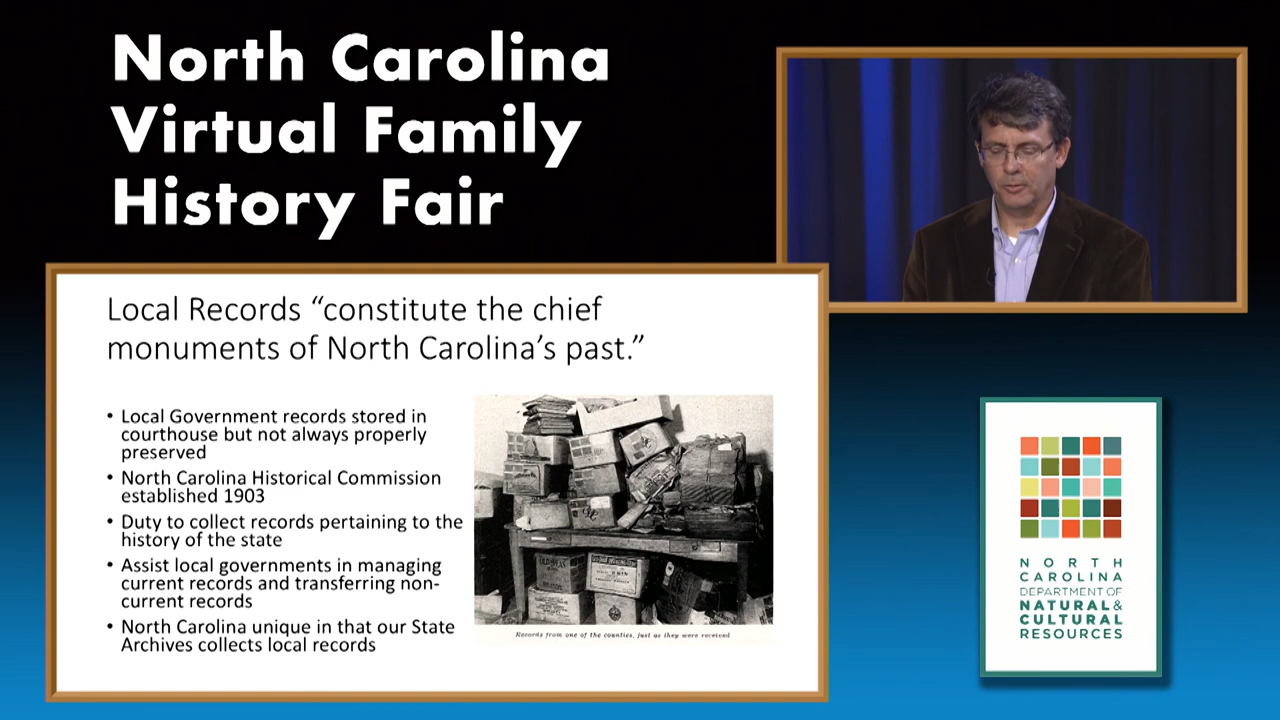 North Carolina
Virtual Family
History Fair
Local Records “constitute the chief
monuments of North Carolina’s past.”
• Local Government records stored in
courthouse but not always properly
preserved
• North Carolina Historical Commission
established 1903
• Duty to collect records pertaining to the
history of the state
• Assist local governments in managing
current records and transferring non-
current records
• North Carolina unique in that our State
Archives collects local records
Records from one of the counties, just as they were received
NORTH
CAROLINA
DEPARTMENT OF
NATURAL &
CULTURAL
RESOURCES